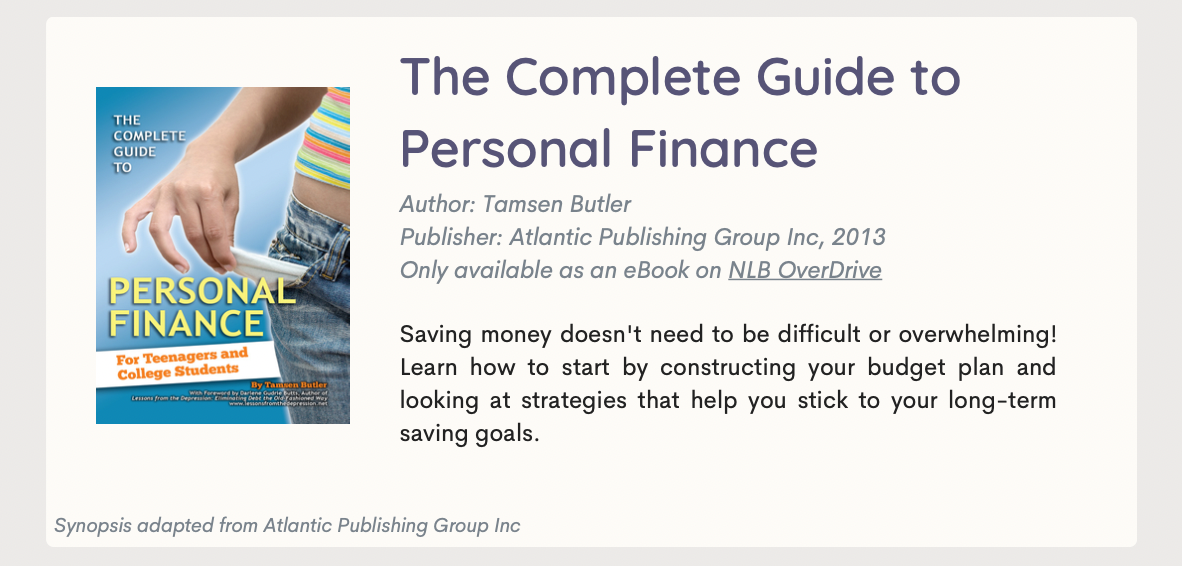 THE
COMPLETE
GUIDE
TO
PERSONAL
FINANCE
For Teenagers and
College Students
By Tamsen Butler
With Foreword by Darlene Gudrie Butts, Author of
Lessons from the Depression: Eliminating Debt the Old Fashioned Way
www.lessonsfromthedepression.net
The Complete Guide to
Personal Finance
Author: Tamsen Butler
Publisher: Atlantic Publishing Group Inc, 2013
Only available as an eBook on NLB OverDrive
Saving money doesn't need to be difficult or overwhelming!
Learn how to start by constructing your budget plan and
looking at strategies that help you stick to your long-term
saving goals.
Synopsis adapted from Atlantic Publishing Group Inc